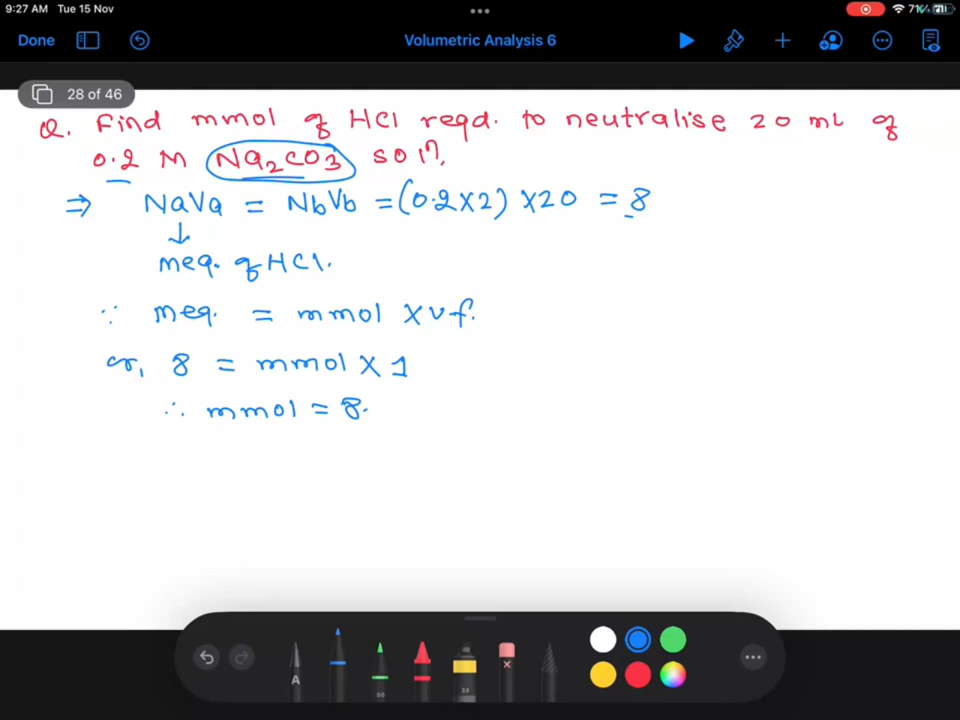 9:27 AM Tue 15 Nov 71%
Done Volumetric Analysis 6
28 of 46
Q. Find mmol of HCl reqd. to neutralise 20 mL of
0.2 M Na2CO3 solⁿ.
⇒ NaVa = NbVb = (0.2×2) ×20 = 8
↓
meq. of HCl.
∵ meq. = mmol × v.f.
or, 8 = mmol × 1
∴ mmol = 8.
A